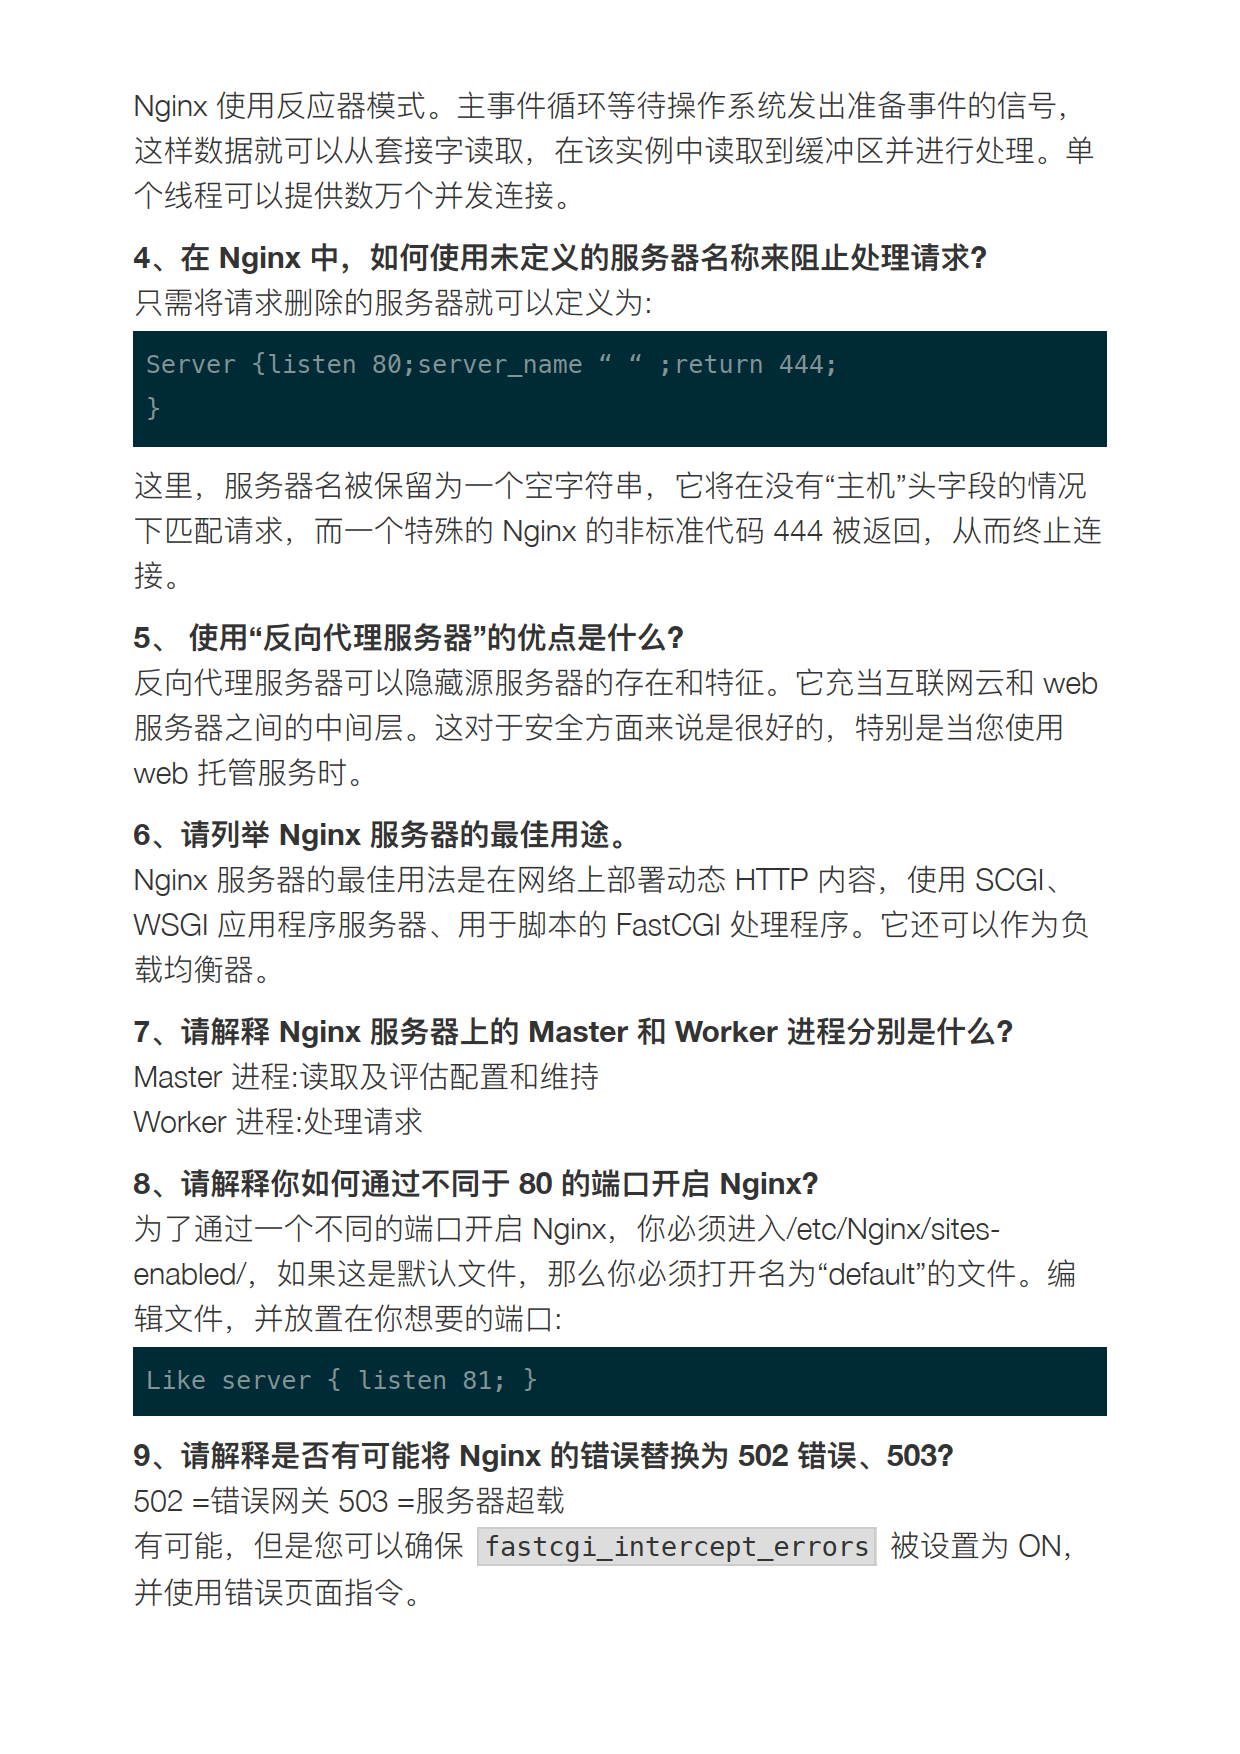 Nginx 使用反应器模式。主事件循环等待操作系统发出准备事件的信号，
这样数据就可以从套接字读取，在该实例中读取到缓冲区并进行处理。单
个线程可以提供数万个并发连接。
4、在 Nginx 中，如何使用未定义的服务器名称来阻止处理请求?
只需将请求删除的服务器就可以定义为:
Server {listen 80;server_name “ “ ;return 444;
}
这里，服务器名被保留为一个空字符串，它将在没有“主机”头字段的情况
下匹配请求，而一个特殊的 Nginx 的非标准代码 444 被返回，从而终止连
接。
5、 使用“反向代理服务器”的优点是什么?
反向代理服务器可以隐藏源服务器的存在和特征。它充当互联网云和 web
服务器之间的中间层。这对于安全方面来说是很好的，特别是当您使用
web 托管服务时。
6、请列举 Nginx 服务器的最佳用途。
Nginx 服务器的最佳用法是在网络上部署动态 HTTP 内容，使用 SCGI、
WSGI 应用程序服务器、用于脚本的 FastCGI 处理程序。它还可以作为负
载均衡器。
7、请解释 Nginx 服务器上的 Master 和 Worker 进程分别是什么?
Master 进程:读取及评估配置和维持
Worker 进程:处理请求
8、请解释你如何通过不同于 80 的端口开启 Nginx?
为了通过一个不同的端口开启 Nginx，你必须进入/etc/Nginx/sites-
enabled/，如果这是默认文件，那么你必须打开名为“default”的文件。编
辑文件，并放置在你想要的端口:
Like server { listen 81; }
9、请解释是否有可能将 Nginx 的错误替换为 502 错误、503?
502 =错误网关 503 =服务器超载
有可能，但是您可以确保 fastcgi_intercept_errors 被设置为 ON，
并使用错误页面指令。